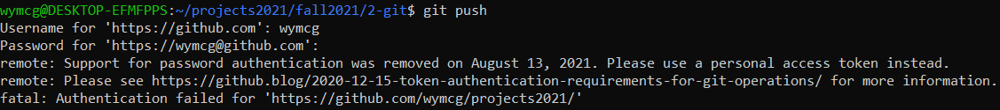 wymcg@DESKTOP-EFMFPPS:~/projects2021/fall2021/2-git$ git push
Username for 'https://github.com': wymcg
Password for 'https://wymcg@github.com':
remote: Support for password authentication was removed on August 13, 2021. Please use a personal access token instead.
remote: Please see https://github.blog/2020-12-15-token-authentication-requirements-for-git-operations/ for more information.
fatal: Authentication failed for 'https://github.com/wymcg/projects2021/'